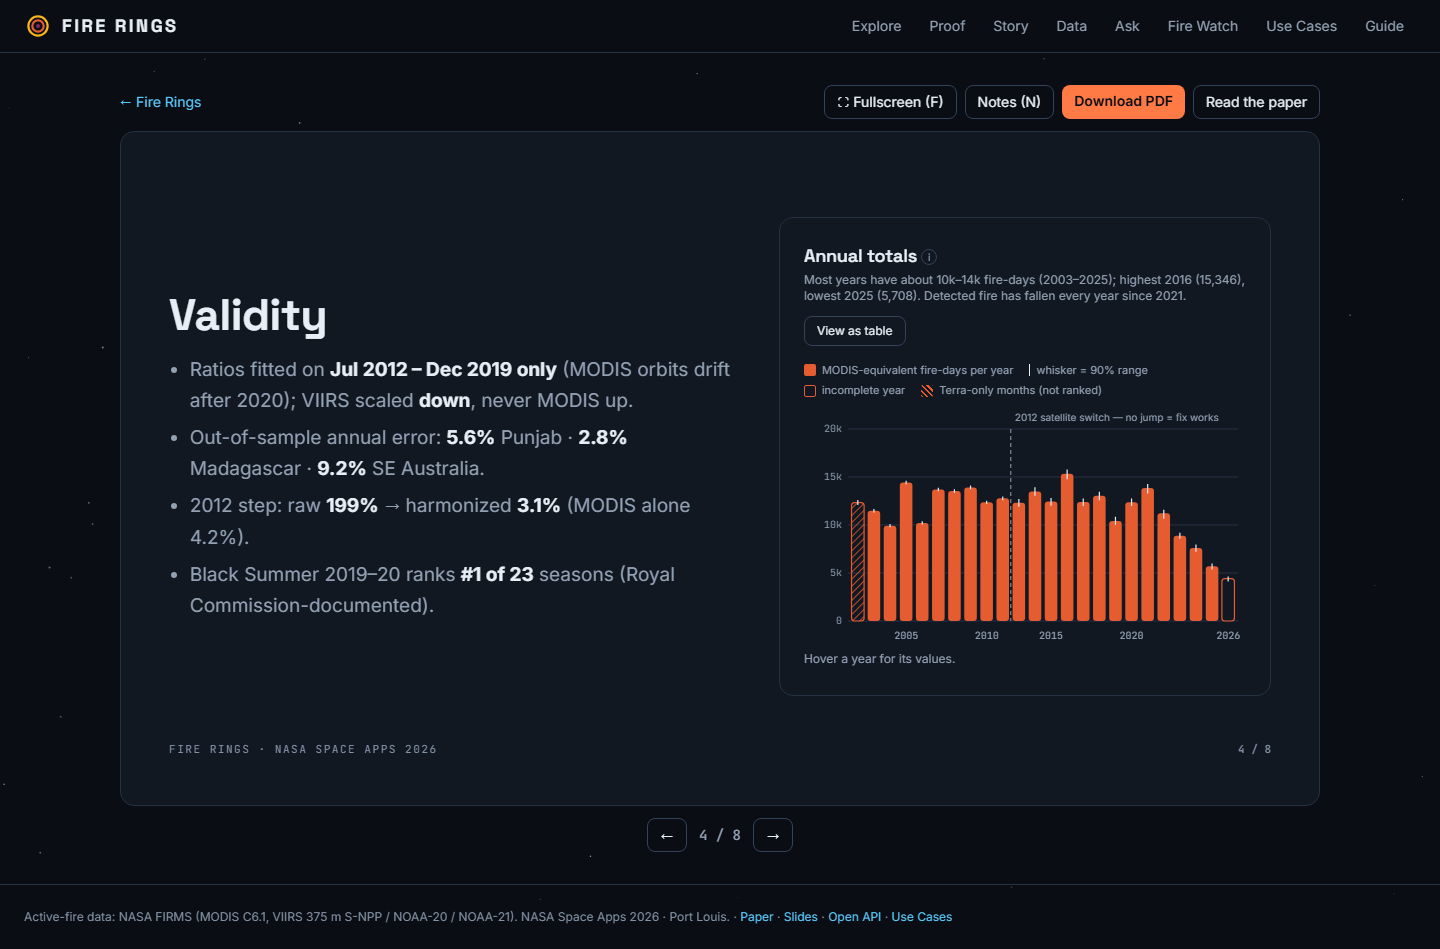 FIRE RINGS
Explore Proof Story Data Ask Fire Watch Use Cases Guide
← Fire Rings
Fullscreen (F) Notes (N) Download PDF Read the paper
Validity
• Ratios fitted on Jul 2012 – Dec 2019 only (MODIS orbits drift
after 2020); VIIRS scaled down, never MODIS up.
• Out-of-sample annual error: 5.6% Punjab · 2.8%
Madagascar · 9.2% SE Australia.
• 2012 step: raw 199% → harmonized 3.1% (MODIS alone
4.2%).
• Black Summer 2019–20 ranks #1 of 23 seasons (Royal
Commission-documented).
Annual totals i
Most years have about 10k–14k fire-days (2003–2025); highest 2016 (15,346),
lowest 2025 (5,708). Detected fire has fallen every year since 2021.
View as table
MODIS-equivalent fire-days per year whisker = 90% range
incomplete year Terra-only months (not ranked)
2012 satellite switch — no jump = fix works
20k
15k
10k
5k
0
2005 2010 2015 2020 2026
Hover a year for its values.
FIRE RINGS · NASA SPACE APPS 2026
4 / 8
← 4 / 8 →
Active-fire data: NASA FIRMS (MODIS C6.1, VIIRS 375 m S-NPP / NOAA-20 / NOAA-21). NASA Space Apps 2026 · Port Louis. · Paper · Slides · Open API · Use Cases